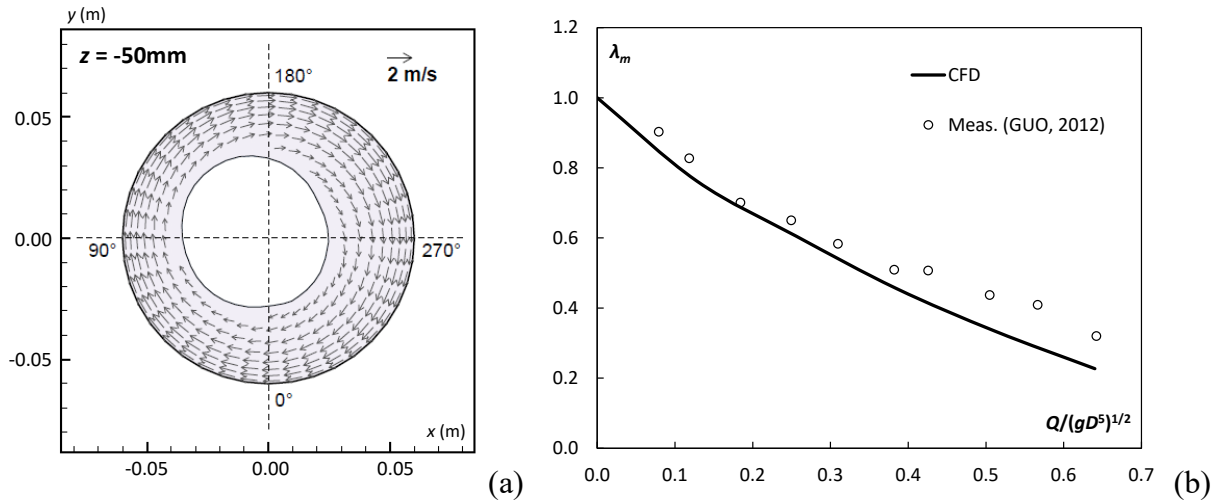 y (m)
z = -50mm
2 m/s
180°
0.05
0.00
90°
270°
-0.05
0°
x (m)
-0.05
0.00
0.05
(a)
1.2
λm
CFD
1.0
Meas. (GUO, 2012)
0.8
0.6
0.4
0.2
Q/(gD⁵)¹/²
0.0
0.0 0.1 0.2 0.3 0.4 0.5 0.6 0.7
(b)